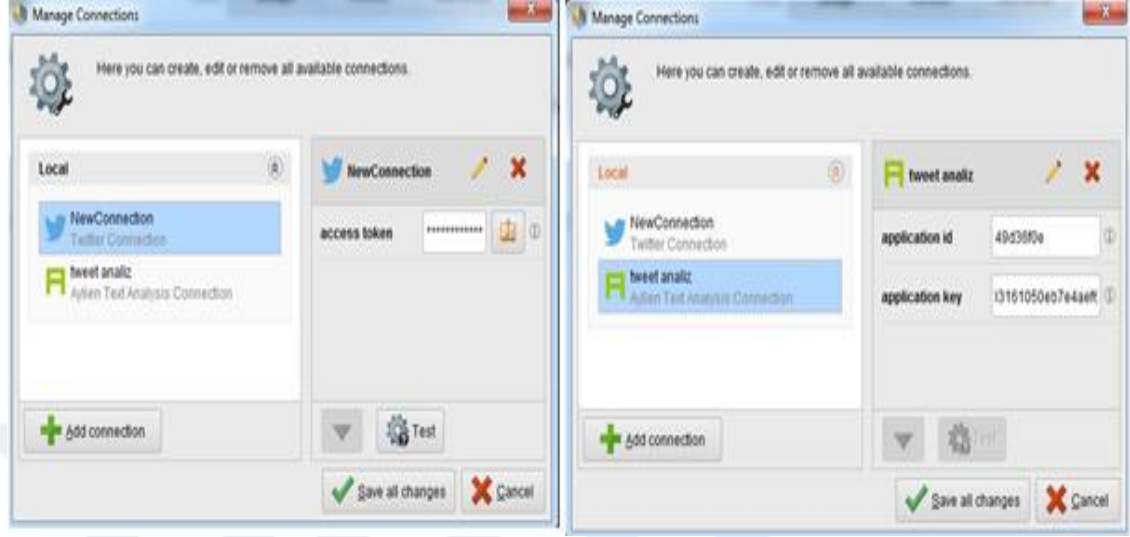 Manage Connections
Here you can create, edit or remove all available connections.
Local
NewConnection
Twitter Connection
tweet analiz
Aylien Text Analysis Connection
Add connection
NewConnection
access token
************
Test
Save all changes
Cancel
Manage Connections
Here you can create, edit or remove all available connections.
Local
NewConnection
Twitter Connection
tweet analiz
Aylien Text Analysis Connection
Add connection
tweet analiz
application id
49d36f0e
application key
Test
Save all changes
Cancel